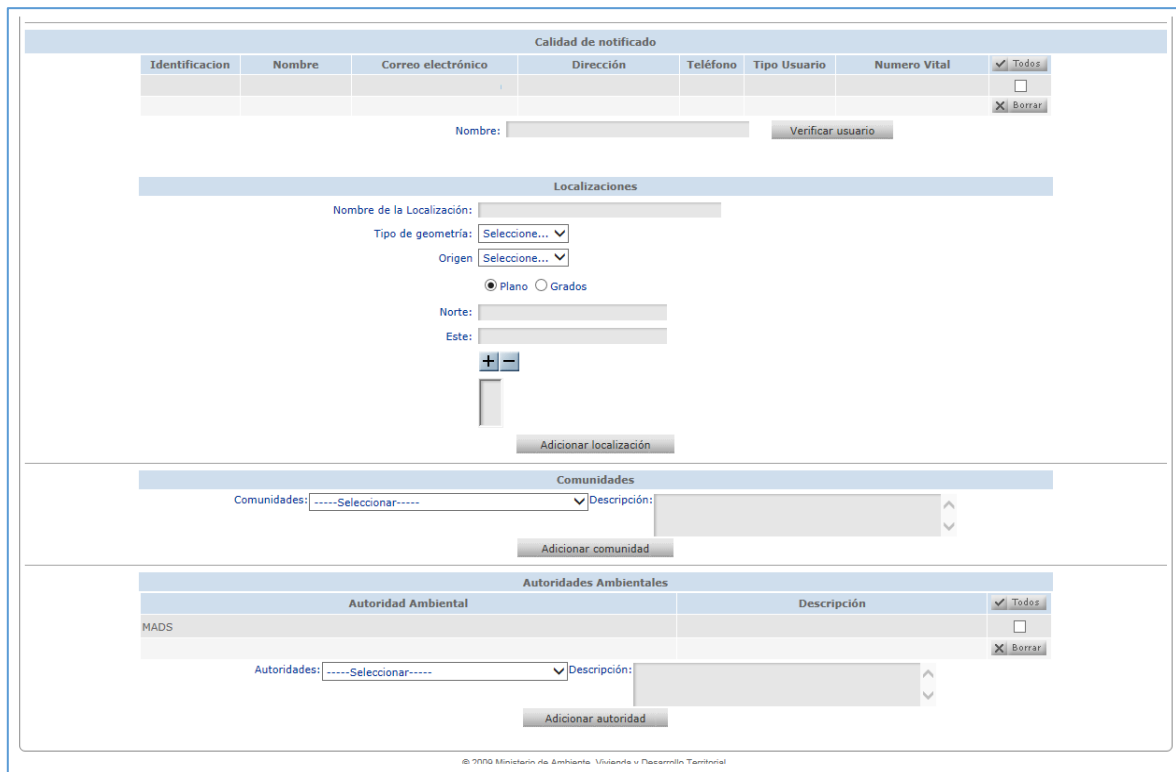 Calidad de notificado
Identificacion Nombre Correo electrónico Dirección Teléfono Tipo Usuario Numero Vital Todos
Borrar
Nombre: Verificar usuario
Localizaciones
Nombre de la Localización:
Tipo de geometría: Seleccione...
Origen Seleccione...
Plano Grados
Norte:
Este:
+ −
Adicionar localización
Comunidades
Comunidades: -----Seleccionar----- Descripción:
Adicionar comunidad
Autoridades Ambientales
Autoridad Ambiental Descripción Todos
MADS
Borrar
Autoridades: -----Seleccionar----- Descripción:
Adicionar autoridad
© 2009 Ministerio de Ambiente, Vivienda y Desarrollo Territorial